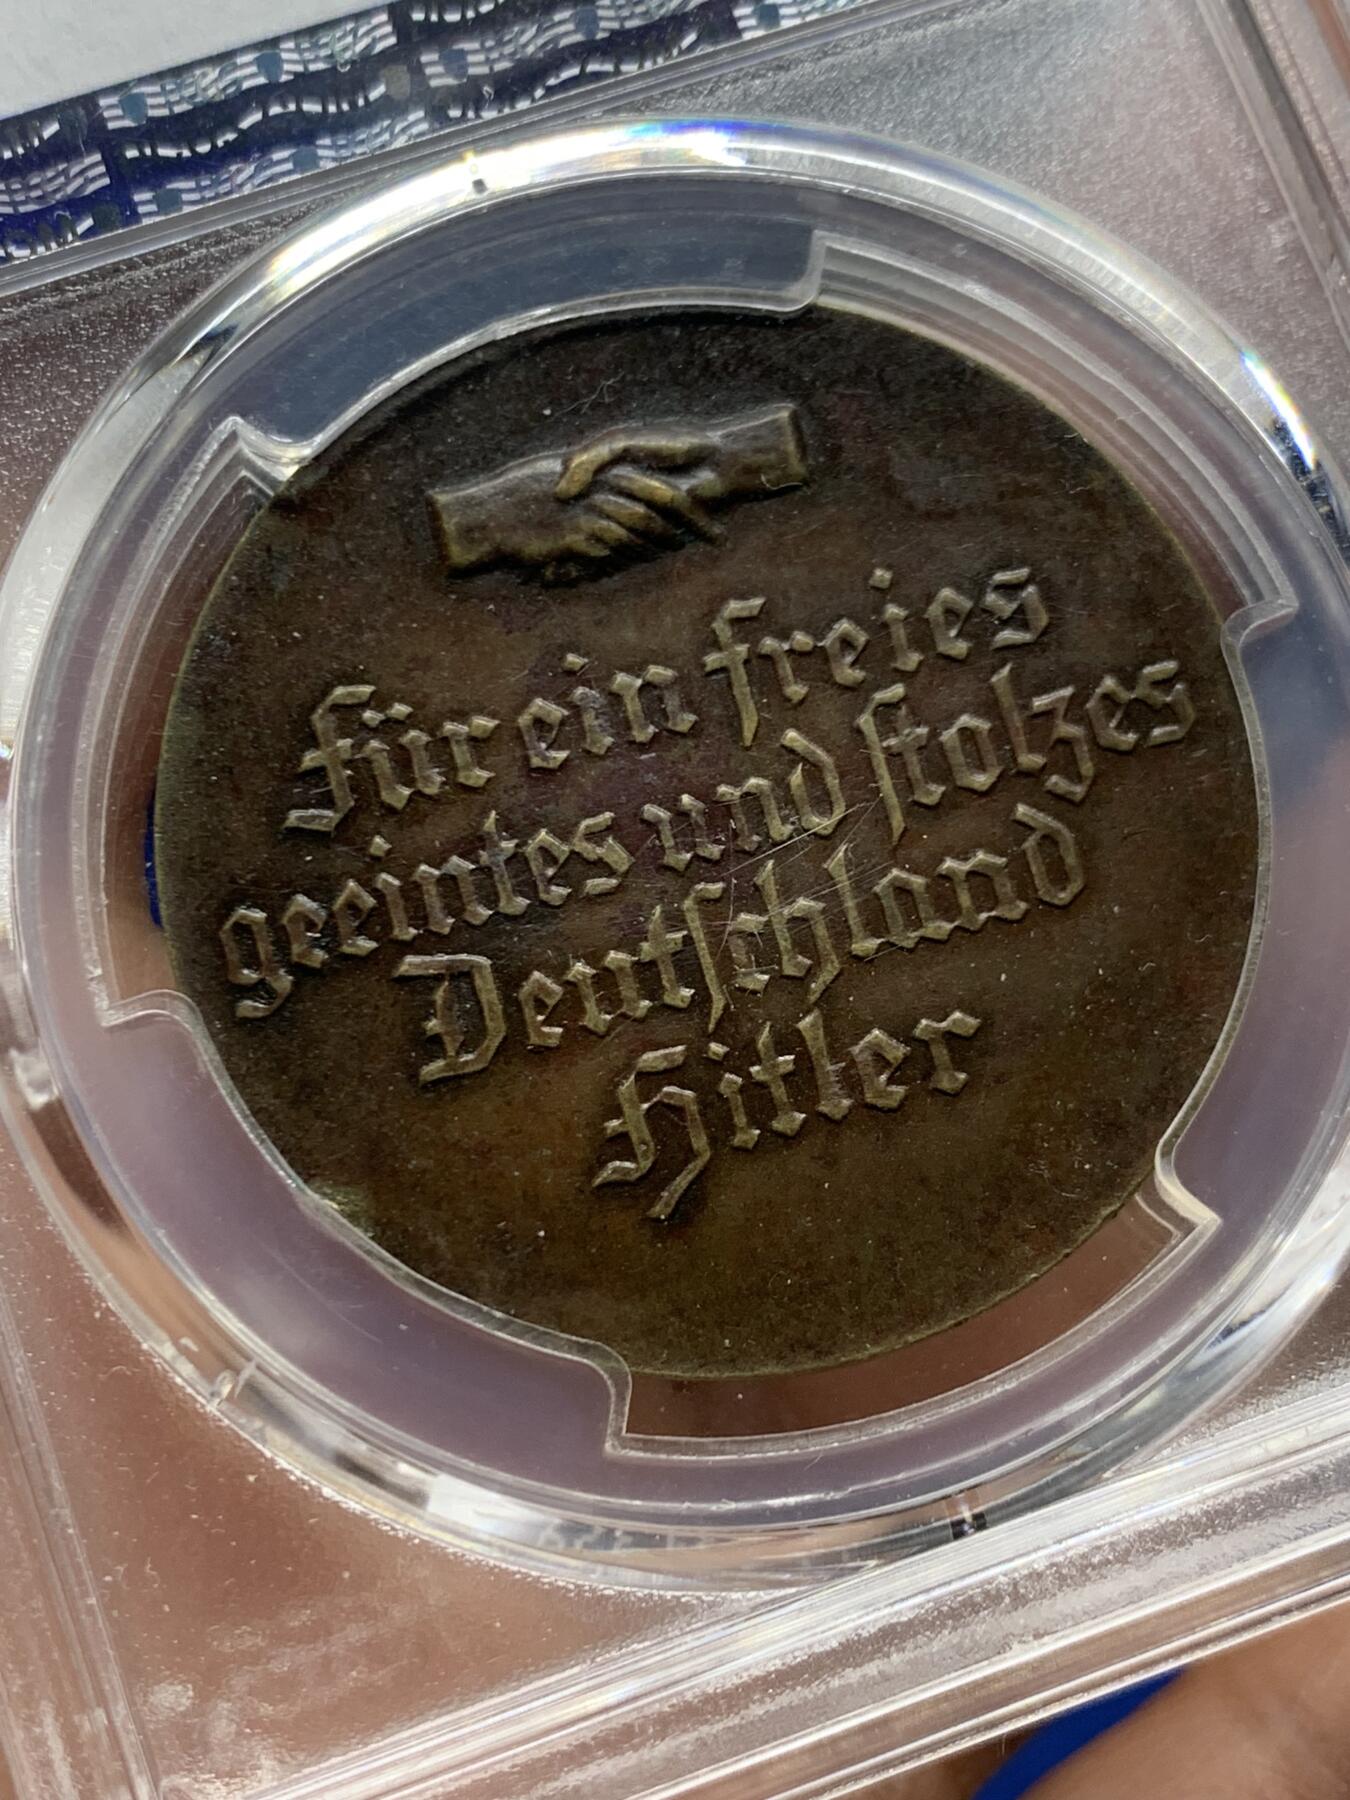 Für ein freies
geeintes und ſtolzes
Deutſchland
Hitler